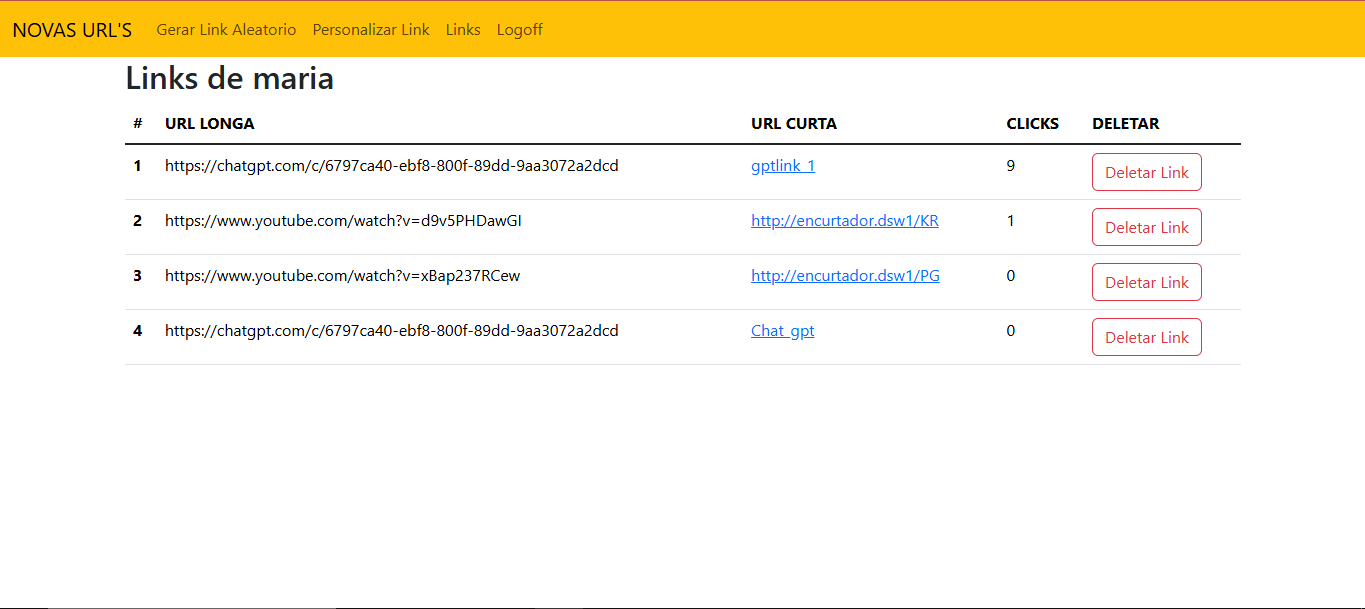 NOVAS URL'S Gerar Link Aleatorio Personalizar Link Links Logoff
Links de maria
# URL LONGA URL CURTA CLICKS DELETAR
1 https://chatgpt.com/c/6797ca40-ebf8-800f-89dd-9aa3072a2dcd gptlink_1 9 Deletar Link
2 https://www.youtube.com/watch?v=d9v5PHDawGI http://encurtador.dsw1/KR 1 Deletar Link
3 https://www.youtube.com/watch?v=xBap237RCew http://encurtador.dsw1/PG 0 Deletar Link
4 https://chatgpt.com/c/6797ca40-ebf8-800f-89dd-9aa3072a2dcd Chat_gpt 0 Deletar Link